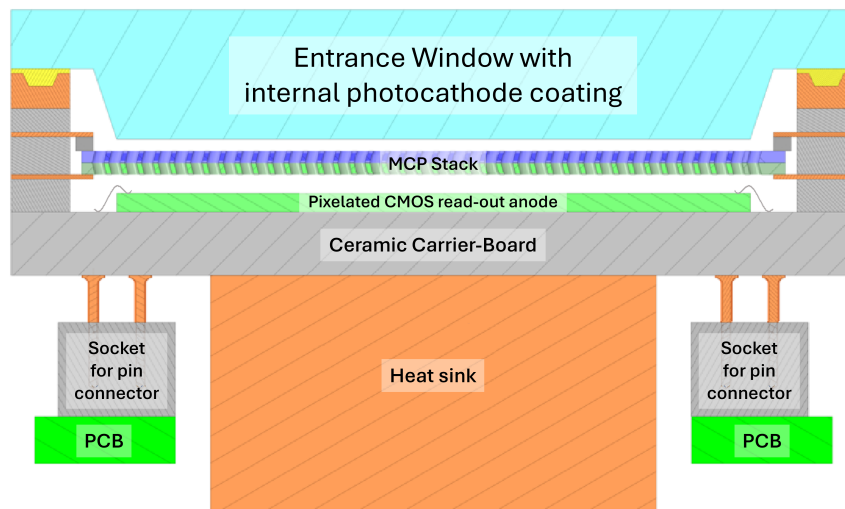 Entrance Window with
internal photocathode coating
MCP Stack
Pixelated CMOS read-out anode
Ceramic Carrier-Board
Socket
for pin
connector
Heat sink
Socket
for pin
connector
PCB
PCB